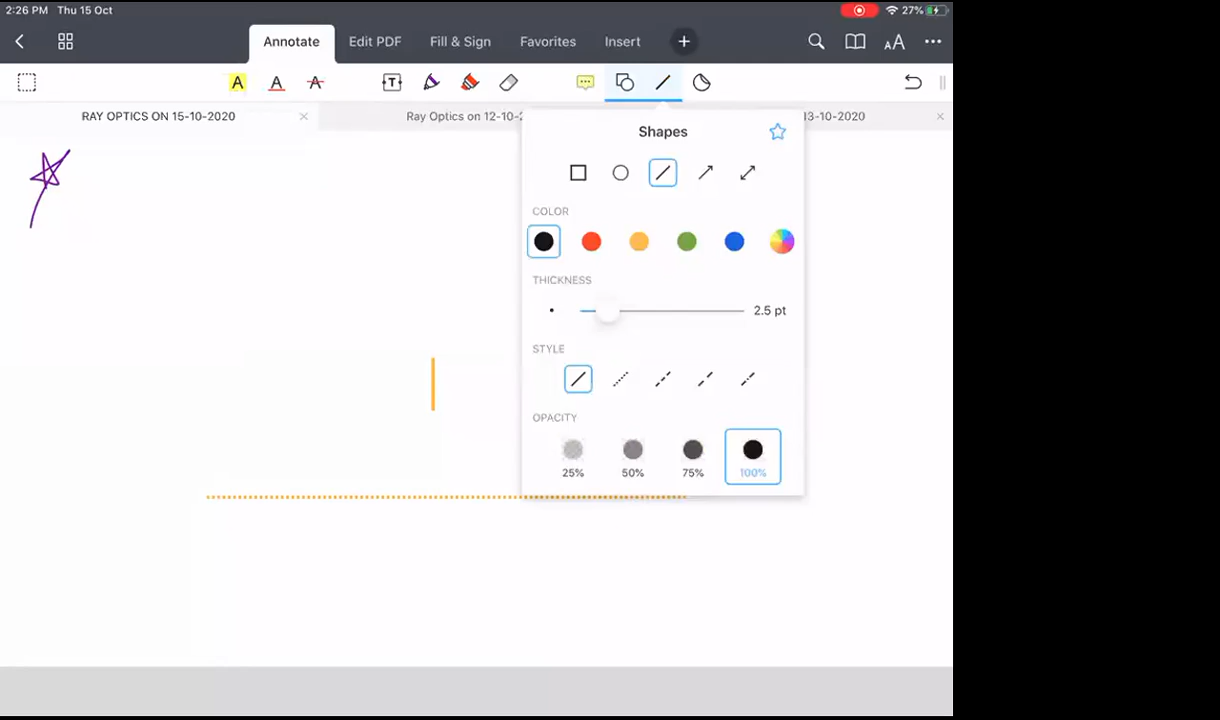 2:26 PM Thu 15 Oct 27%
Annotate Edit PDF Fill & Sign Favorites Insert
AA
A A A T
RAY OPTICS ON 15-10-2020 Ray Optics on 12-10-2 13-10-2020
Shapes
COLOR
THICKNESS
2.5 pt
STYLE
OPACITY
25% 50% 75% 100%